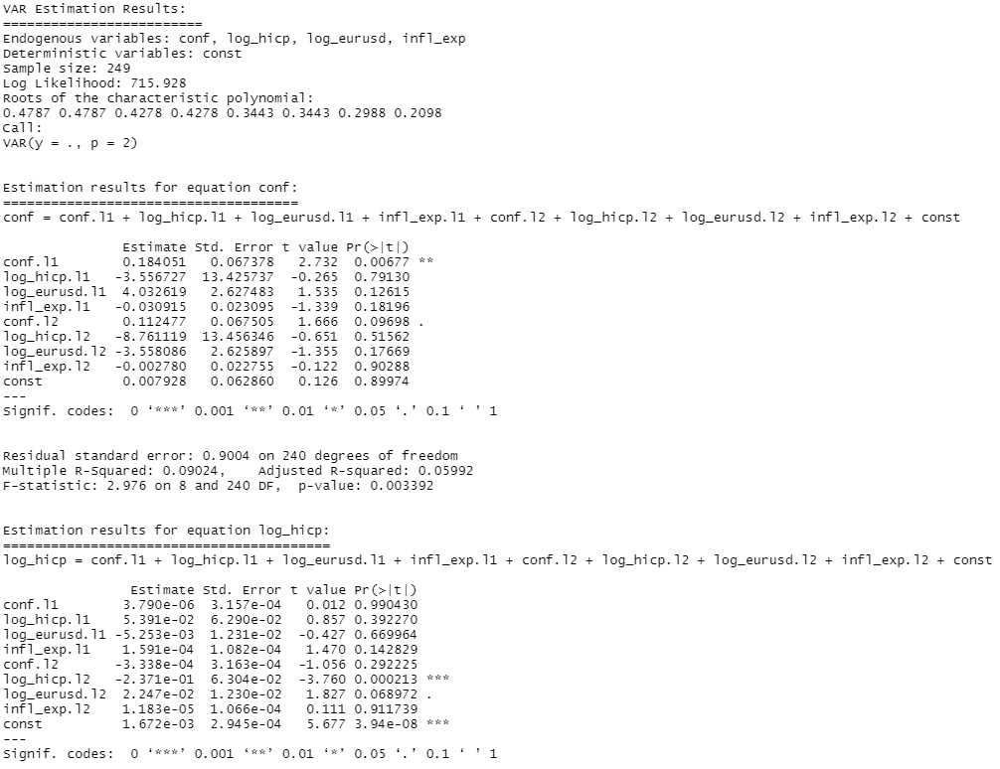 VAR Estimation Results:
=========================
Endogenous variables: conf, log_hicp, log_eurusd, infl_exp
Deterministic variables: const
Sample size: 249
Log Likelihood: 715.928
Roots of the characteristic polynomial:
0.4787 0.4787 0.4278 0.4278 0.3443 0.3443 0.2988 0.2098
Call:
VAR(y = ., p = 2)
Estimation results for equation conf:
=====================================
conf = conf.l1 + log_hicp.l1 + log_eurusd.l1 + infl_exp.l1 + conf.l2 + log_hicp.l2 + log_eurusd.l2 + infl_exp.l2 + const
Estimate Std. Error t value Pr(>|t|)
conf.l1 0.184051 0.067378 2.732 0.00677 **
log_hicp.l1 -3.556727 13.425737 -0.265 0.79130
log_eurusd.l1 4.032619 2.627483 1.535 0.12615
infl_exp.l1 -0.030915 0.023095 -1.339 0.18196
conf.l2 0.112477 0.067505 1.666 0.09698 .
log_hicp.l2 -8.761119 13.456346 -0.651 0.51562
log_eurusd.l2 -3.558086 2.625897 -1.355 0.17669
infl_exp.l2 -0.002780 0.022755 -0.122 0.90288
const 0.007928 0.062860 0.126 0.89974
---
Signif. codes: 0 ‘***’ 0.001 ‘**’ 0.01 ‘*’ 0.05 ‘.’ 0.1 ‘ ’ 1
Residual standard error: 0.9004 on 240 degrees of freedom
Multiple R-Squared: 0.09024, Adjusted R-squared: 0.05992
F-statistic: 2.976 on 8 and 240 DF, p-value: 0.003392
Estimation results for equation log_hicp:
=========================================
log_hicp = conf.l1 + log_hicp.l1 + log_eurusd.l1 + infl_exp.l1 + conf.l2 + log_hicp.l2 + log_eurusd.l2 + infl_exp.l2 + const
Estimate Std. Error t value Pr(>|t|)
conf.l1 3.790e-06 3.157e-04 0.012 0.990430
log_hicp.l1 5.391e-02 6.290e-02 0.857 0.392270
log_eurusd.l1 -5.253e-03 1.231e-02 -0.427 0.669964
infl_exp.l1 1.591e-04 1.082e-04 1.470 0.142829
conf.l2 -3.338e-04 3.163e-04 -1.056 0.292225
log_hicp.l2 -2.371e-01 6.304e-02 -3.760 0.000213 ***
log_eurusd.l2 2.247e-02 1.230e-02 1.827 0.068972 .
infl_exp.l2 1.183e-05 1.066e-04 0.111 0.911739
const 1.672e-03 2.945e-04 5.677 3.94e-08 ***
---
Signif. codes: 0 ‘***’ 0.001 ‘**’ 0.01 ‘*’ 0.05 ‘.’ 0.1 ‘ ’ 1